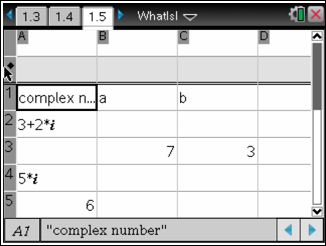 1.3 1.4 1.5 WhatIsI
A B C D
1 complex n... a b
2 3+2*i
3 7 3
4 5*i
5 6
A1 "complex number"